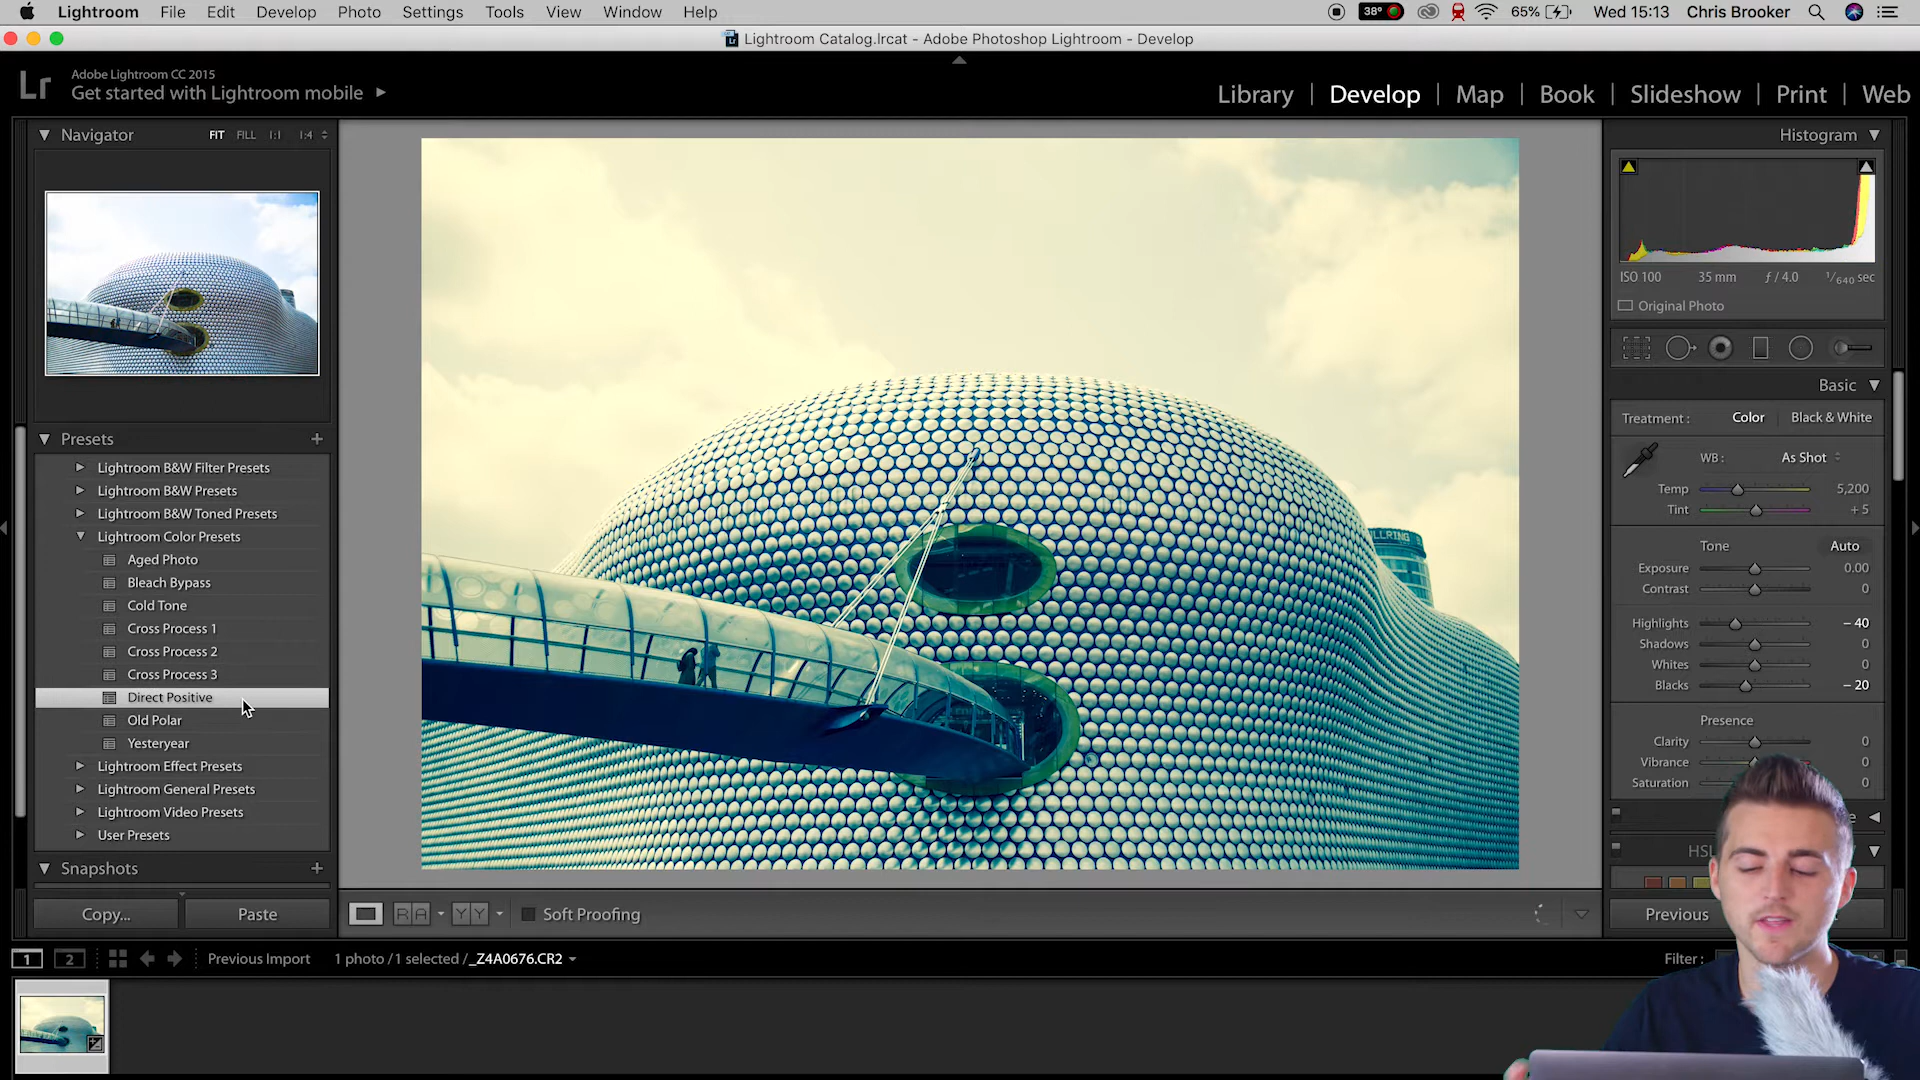 Lightroom File Edit Develop Photo Settings Tools View Window Help 38° 65% Wed 15:13 Chris Brooker
Lightroom Catalog.lrcat - Adobe Photoshop Lightroom - Develop
Lr
Adobe Lightroom CC 2015
Get started with Lightroom mobile
Library | Develop | Map | Book | Slideshow | Print | Web
Navigator FIT FILL 1:1 1:4
Presets +
Lightroom B&W Filter Presets
Lightroom B&W Presets
Lightroom B&W Toned Presets
Lightroom Color Presets
Aged Photo
Bleach Bypass
Cold Tone
Cross Process 1
Cross Process 2
Cross Process 3
Direct Positive
Old Polar
Yesteryear
Lightroom Effect Presets
Lightroom General Presets
Lightroom Video Presets
User Presets
Snapshots +
Copy... Paste
Histogram
ISO 100 35 mm ƒ / 4.0 1/640 sec
Original Photo
Basic
Treatment : Color Black & White
WB : As Shot
Temp 5,200
Tint + 5
Tone Auto
Exposure 0.00
Contrast 0
Highlights – 40
Shadows 0
Whites 0
Blacks – 20
Presence
Clarity 0
Vibrance 0
Saturation 0
HSL
Previous
RA YY Soft Proofing
1 2 Previous Import 1 photo / 1 selected / _Z4A0676.CR2 Filter :